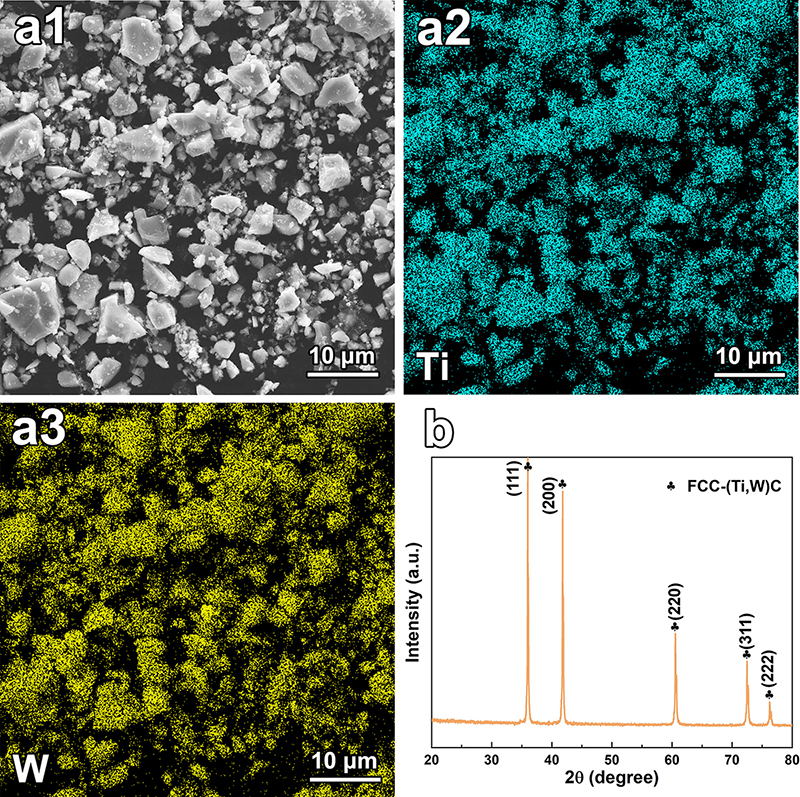 a1
10 μm
a2
Ti
10 μm
a3
W
10 μm
b
(111)
(200)
(220)
(311)
(222)
♣ FCC-(Ti,W)C
Intensity (a.u.)
20 30 40 50 60 70 80
2θ (degree)